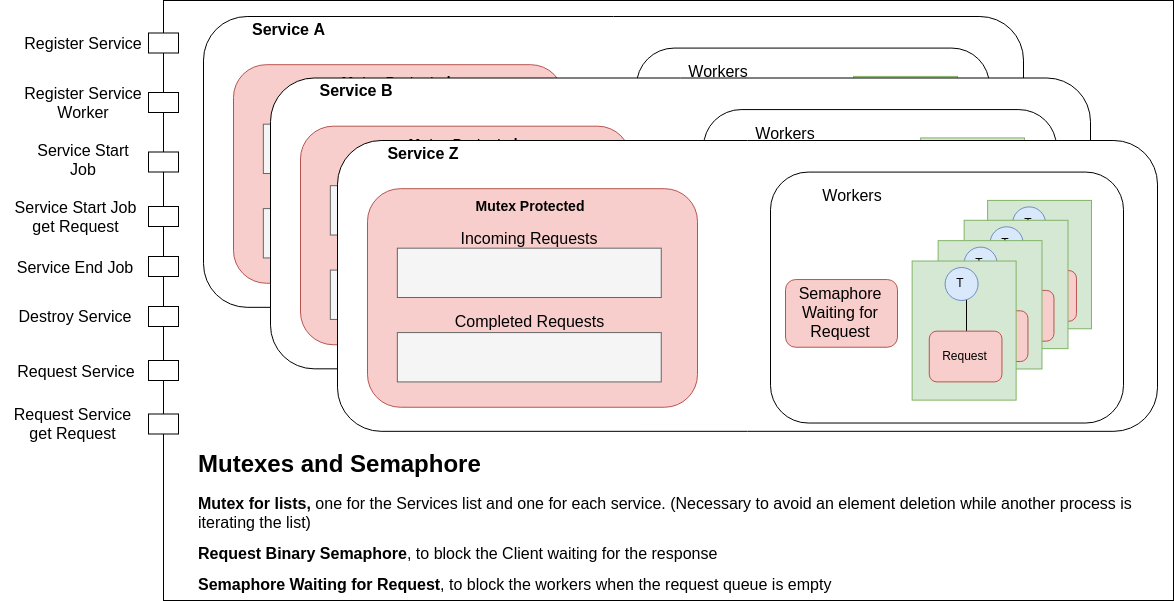 Register Service
Register Service
Worker
Service Start
Job
Service Start Job
get Request
Service End Job
Destroy Service
Request Service
Request Service
get Request
Service A
Workers
Service B
Workers
Service Z
Mutex Protected
Incoming Requests
Completed Requests
Workers
Semaphore
Waiting for
Request
T
Request
Mutexes and Semaphore
Mutex for lists, one for the Services list and one for each service. (Necessary to avoid an element deletion while another process is
iterating the list)
Request Binary Semaphore, to block the Client waiting for the response
Semaphore Waiting for Request, to block the workers when the request queue is empty